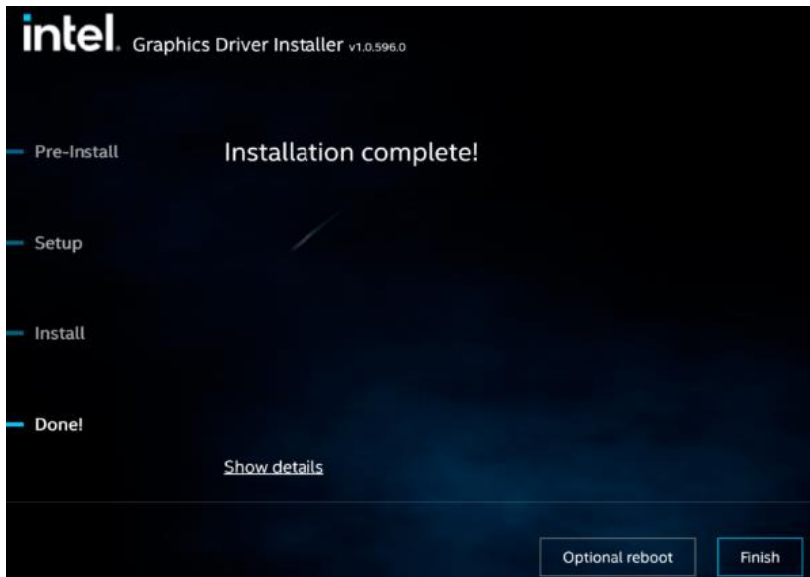 intel. Graphics Driver Installer v1.0.596.0
Pre-Install
Installation complete!
Setup
Install
Done!
Show details
Optional reboot
Finish